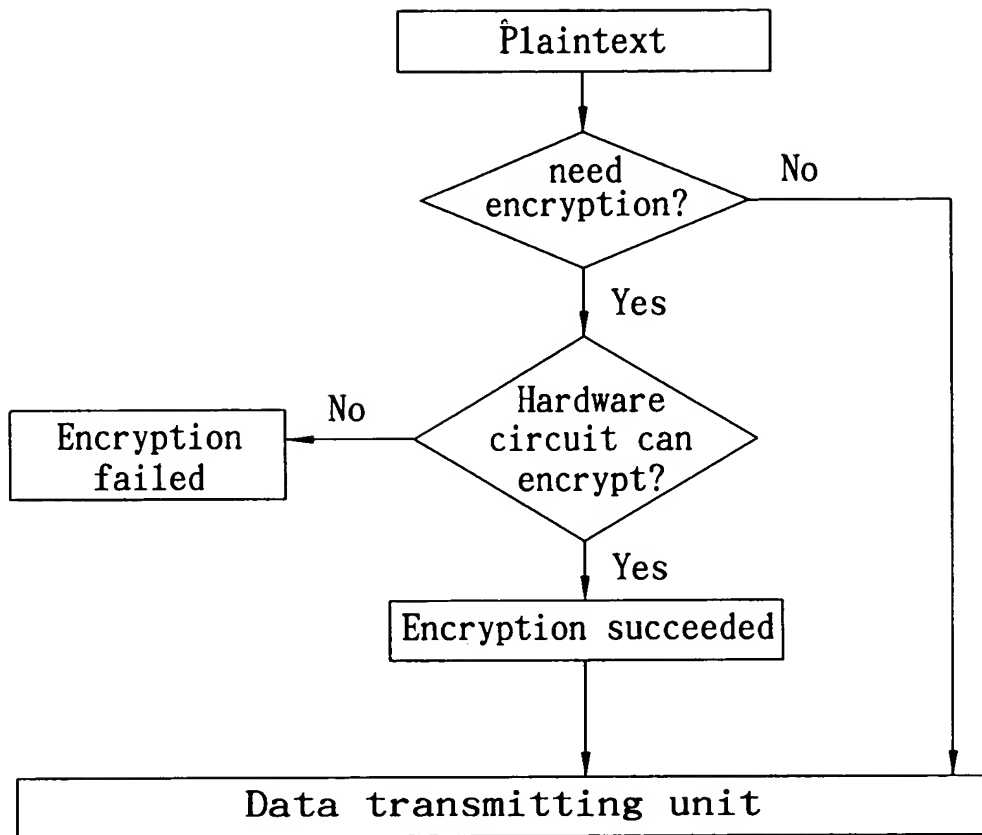 Plaintext
need
encryption?
No
Yes
Hardware
circuit can
encrypt?
No
Encryption
failed
Yes
Encryption succeeded
Data transmitting unit